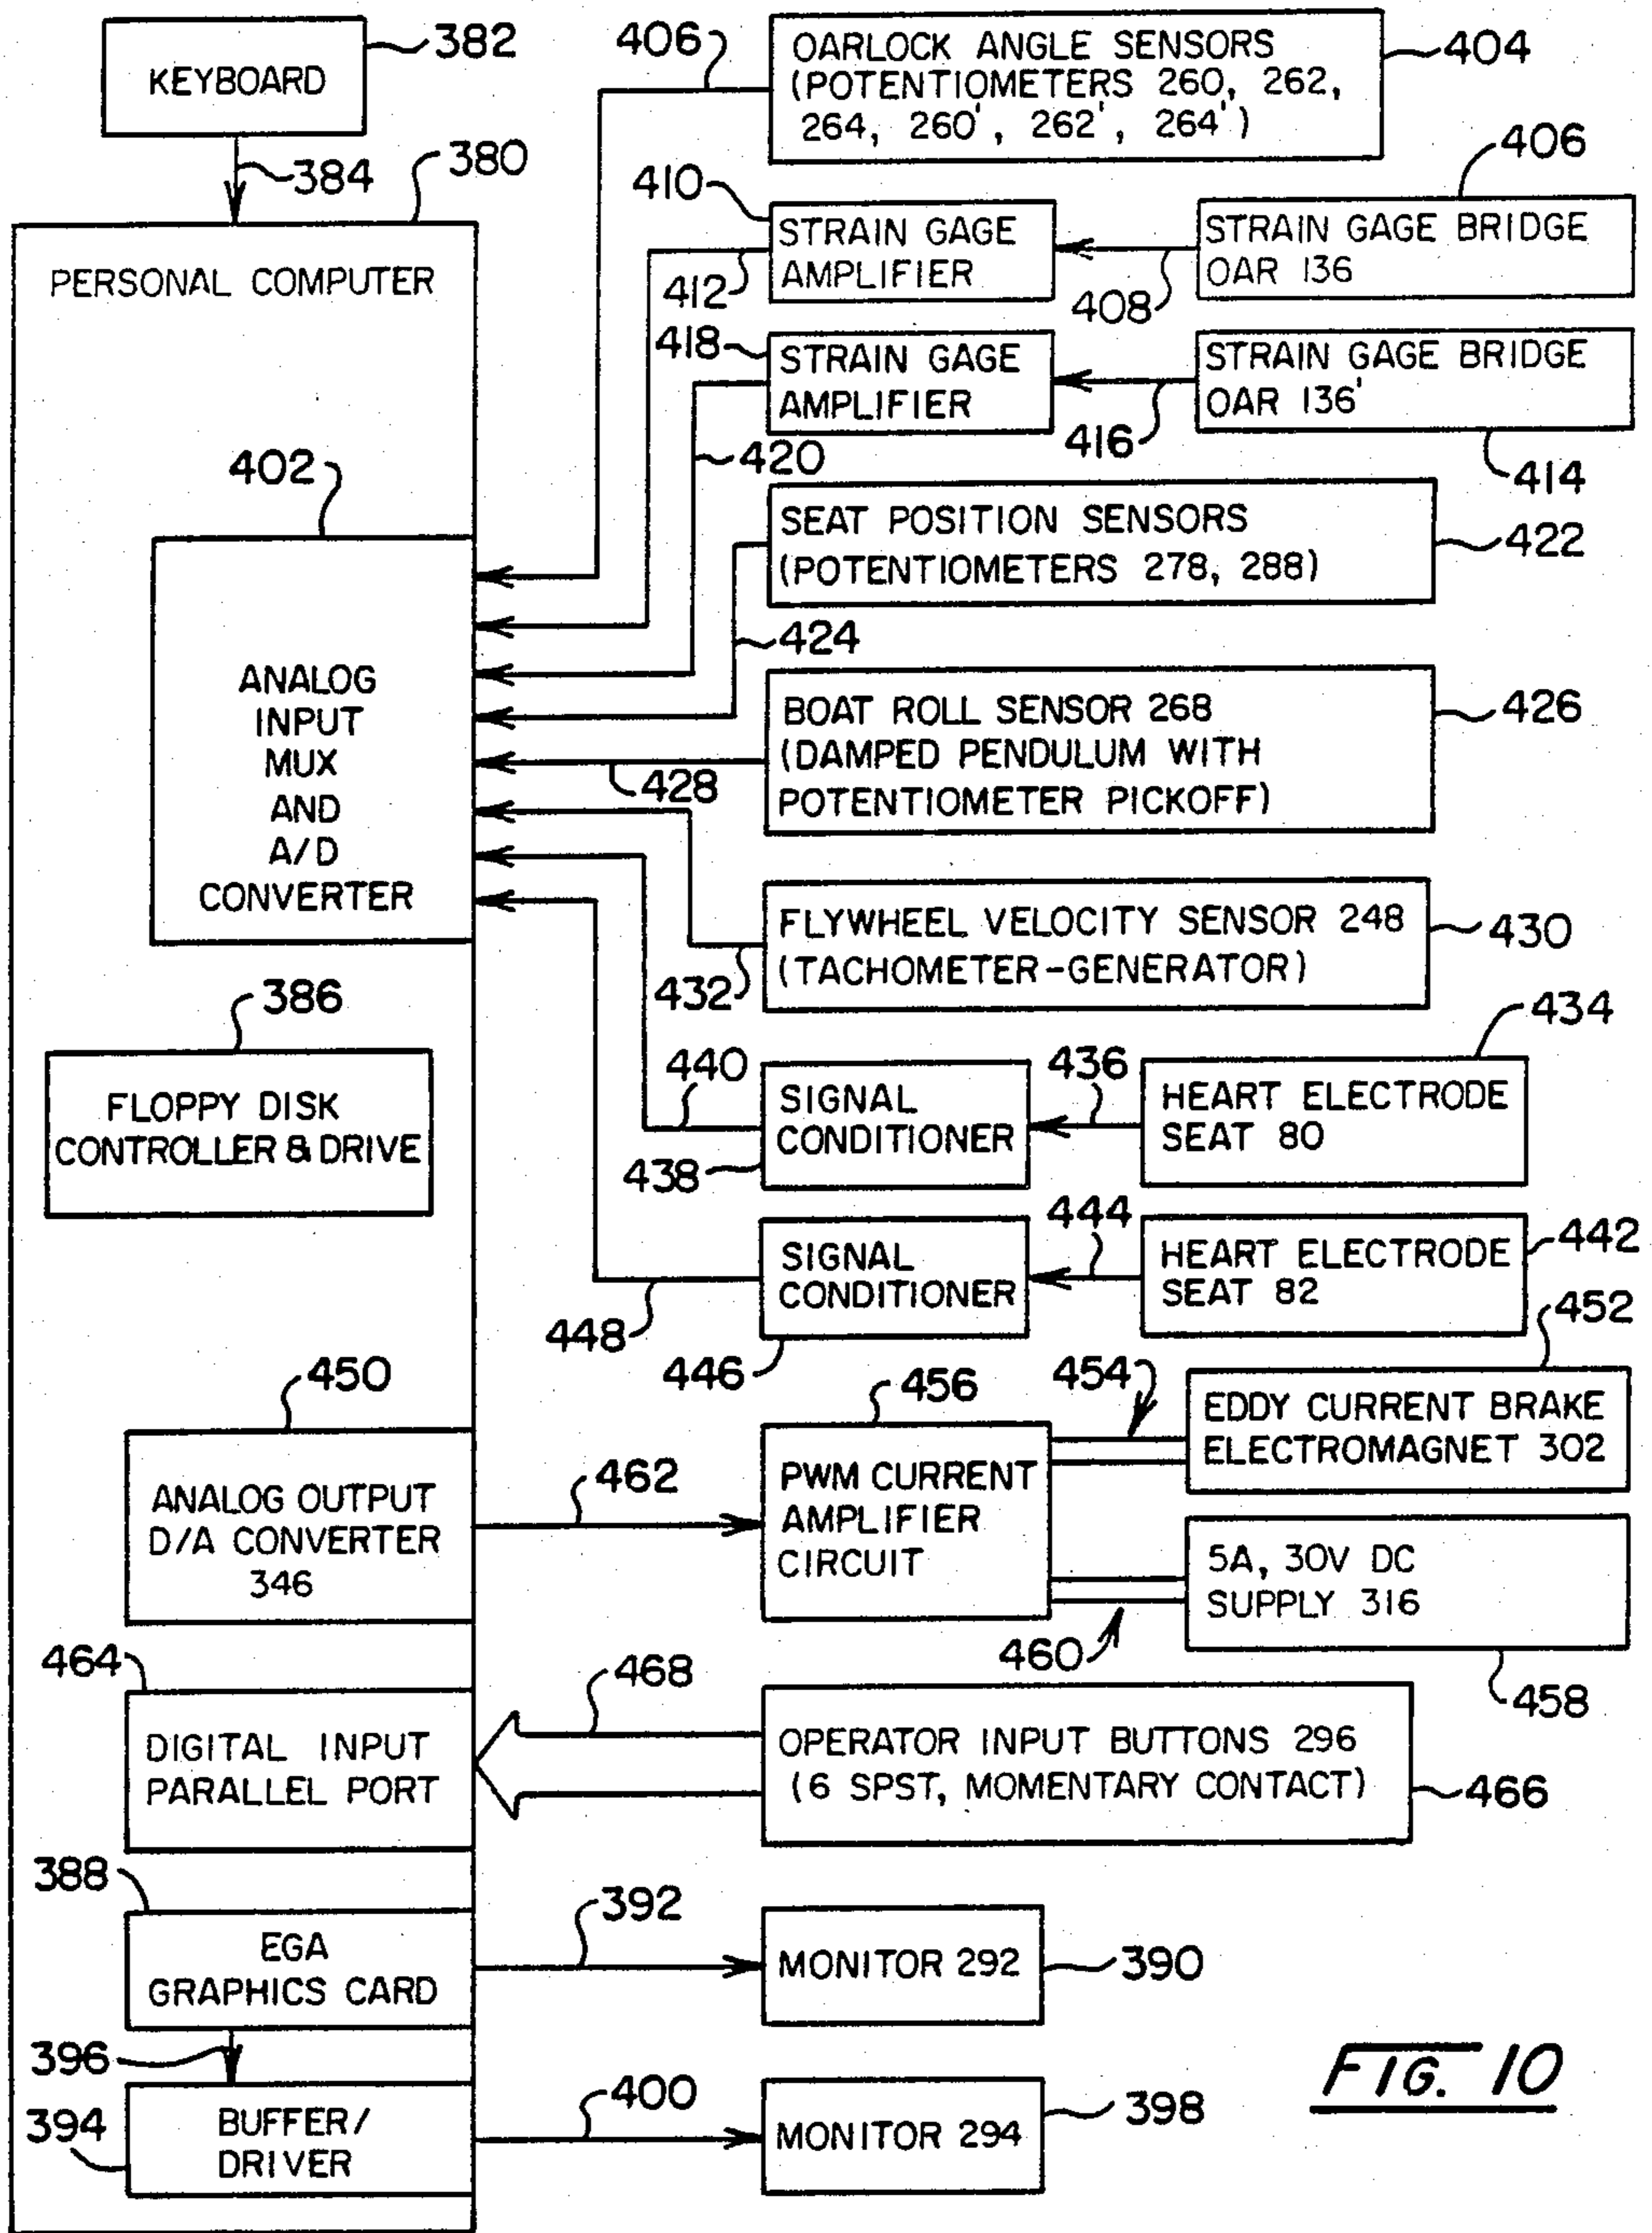 KEYBOARD
382
384
380
PERSONAL COMPUTER
402
ANALOG
INPUT
MUX
AND
A/D
CONVERTER
386
FLOPPY DISK
CONTROLLER & DRIVE
450
ANALOG OUTPUT
D/A CONVERTER
346
464
DIGITAL INPUT
PARALLEL PORT
388
EGA
GRAPHICS CARD
396
394
BUFFER/
DRIVER
406
OARLOCK ANGLE SENSORS
(POTENTIOMETERS 260, 262,
264, 260', 262', 264')
404
410
STRAIN GAGE
AMPLIFIER
412
408
STRAIN GAGE BRIDGE
OAR 136
406
418
STRAIN GAGE
AMPLIFIER
420
416
STRAIN GAGE BRIDGE
OAR 136'
414
SEAT POSITION SENSORS
(POTENTIOMETERS 278, 288)
422
424
BOAT ROLL SENSOR 268
(DAMPED PENDULUM WITH
POTENTIOMETER PICKOFF)
426
428
FLYWHEEL VELOCITY SENSOR 248
(TACHOMETER-GENERATOR)
430
432
440
SIGNAL
CONDITIONER
438
436
HEART ELECTRODE
SEAT 80
434
448
SIGNAL
CONDITIONER
446
444
HEART ELECTRODE
SEAT 82
442
462
456
PWM CURRENT
AMPLIFIER
CIRCUIT
454
EDDY CURRENT BRAKE
ELECTROMAGNET 302
452
460
5A, 30V DC
SUPPLY 316
458
468
OPERATOR INPUT BUTTONS 296
(6 SPST, MOMENTARY CONTACT)
466
392
MONITOR 292
390
400
MONITOR 294
398
FIG. 10